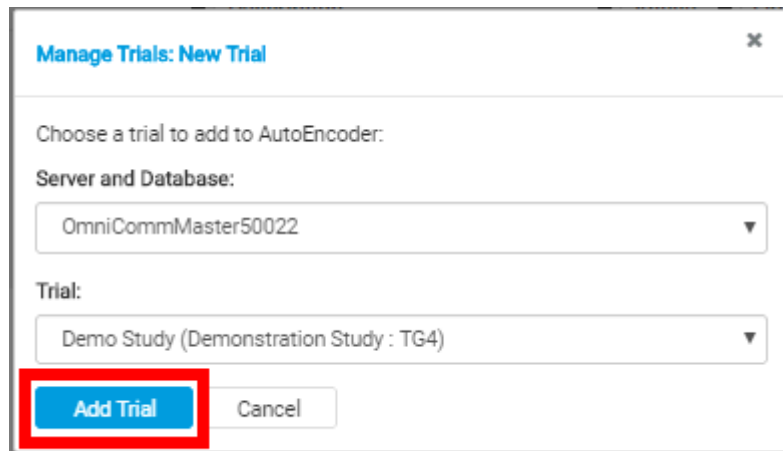 Manage Trials: New Trial
Choose a trial to add to AutoEncoder:
Server and Database:
OmniCommMaster50022
Trial:
Demo Study (Demonstration Study : TG4)
Add Trial
Cancel